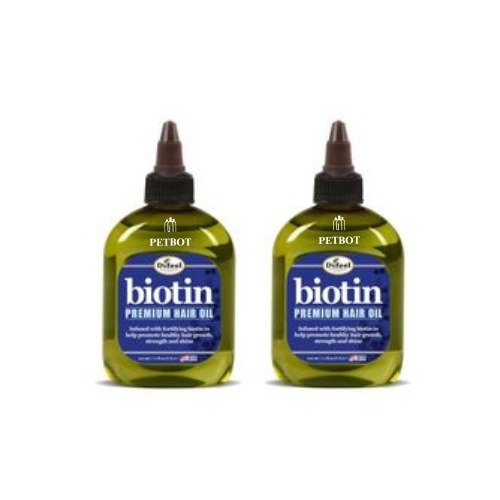 PETBOT
Difeel
biotin
PREMIUM HAIR OIL
Infused with fortifying biotin to
help promote healthy hair growth,
strength and shine
PETBOT
Difeel
biotin
PREMIUM HAIR OIL
Infused with fortifying biotin to
help promote healthy hair growth,
strength and shine